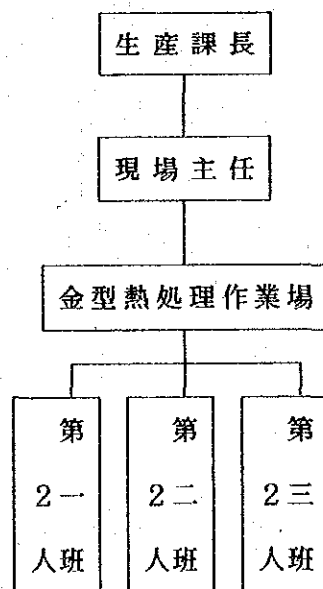 生産課長
現場主任
金型熱処理作業場
第一班
2人
第二班
2人
第三班
2人